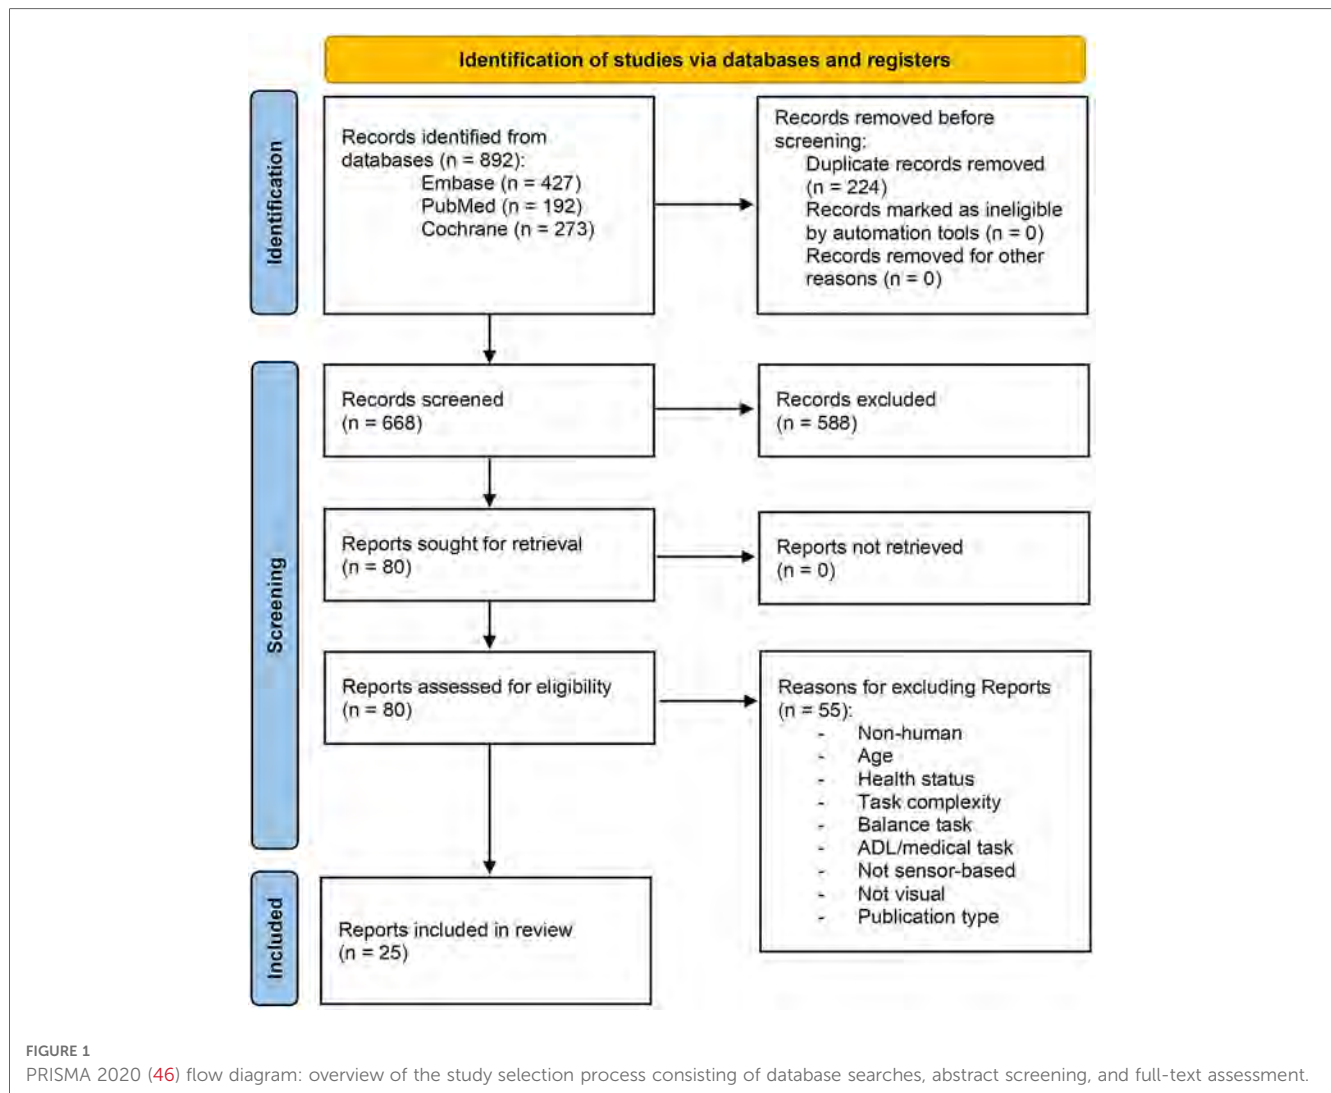 Identification of studies via databases and registers
Identification
Records identified from
databases (n = 892):
Embase (n = 427)
PubMed (n = 192)
Cochrane (n = 273)
Records removed before
screening:
Duplicate records removed
(n = 224)
Records marked as ineligible
by automation tools (n = 0)
Records removed for other
reasons (n = 0)
Screening
Records screened
(n = 668)
Records excluded
(n = 588)
Reports sought for retrieval
(n = 80)
Reports not retrieved
(n = 0)
Reports assessed for eligibility
(n = 80)
Reasons for excluding Reports
(n = 55):
- Non-human
- Age
- Health status
- Task complexity
- Balance task
- ADL/medical task
- Not sensor-based
- Not visual
- Publication type
Included
Reports included in review
(n = 25)
FIGURE 1
PRISMA 2020 (46) flow diagram: overview of the study selection process consisting of database searches, abstract screening, and full-text assessment.